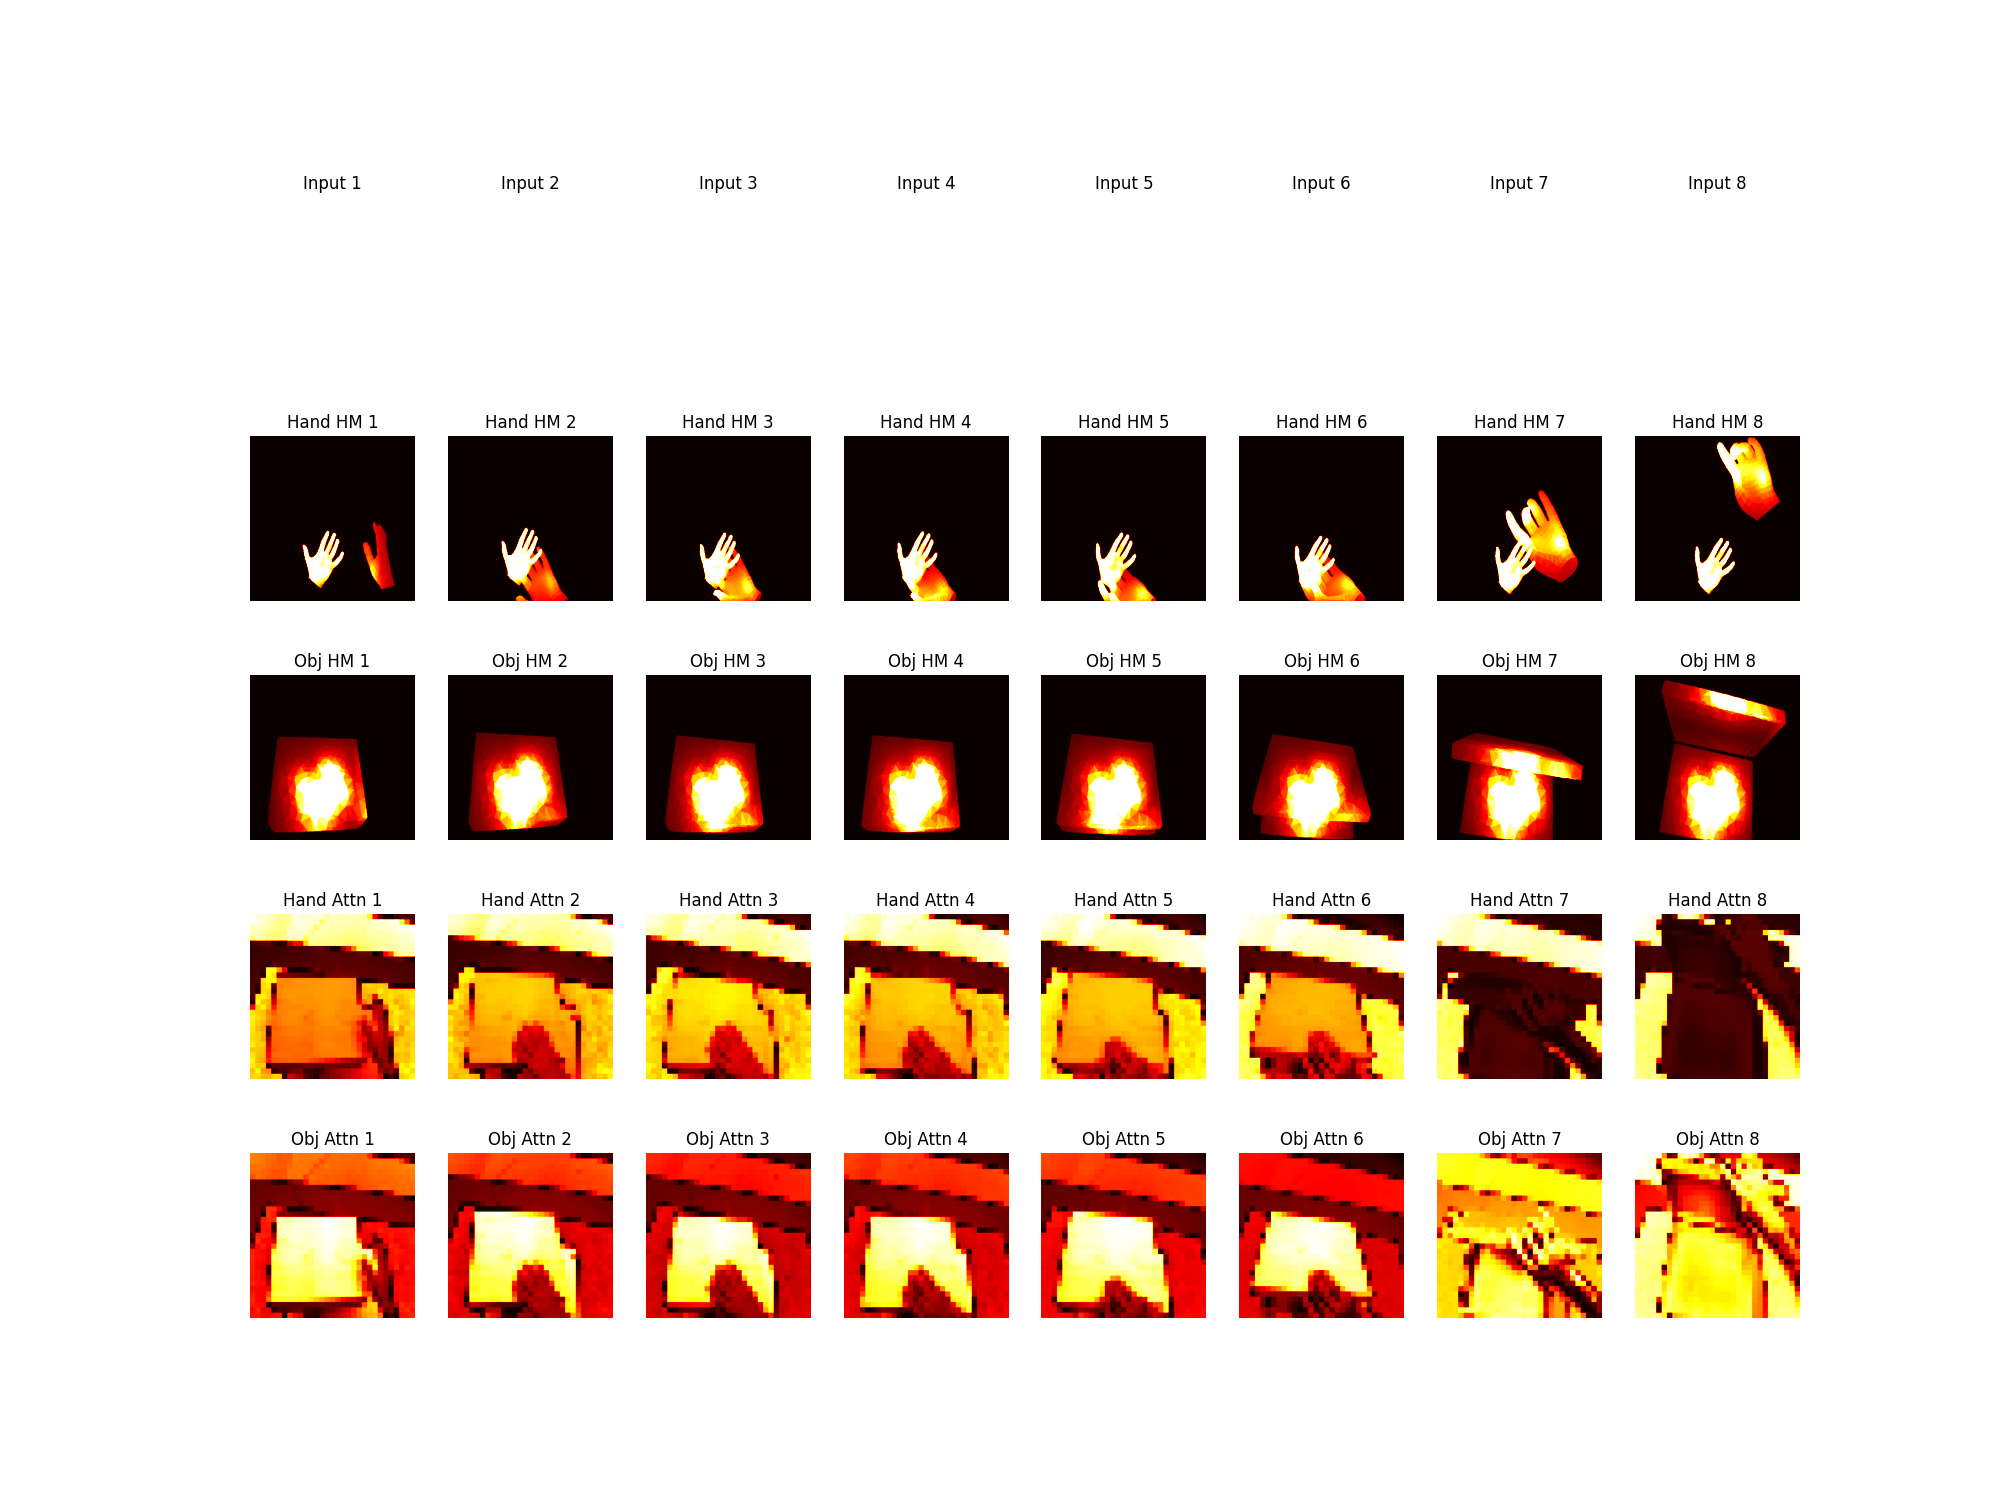 Input 1 Input 2 Input 3 Input 4 Input 5 Input 6 Input 7 Input 8
Hand HM 1 Hand HM 2 Hand HM 3 Hand HM 4 Hand HM 5 Hand HM 6 Hand HM 7 Hand HM 8
Obj HM 1 Obj HM 2 Obj HM 3 Obj HM 4 Obj HM 5 Obj HM 6 Obj HM 7 Obj HM 8
Hand Attn 1 Hand Attn 2 Hand Attn 3 Hand Attn 4 Hand Attn 5 Hand Attn 6 Hand Attn 7 Hand Attn 8
Obj Attn 1 Obj Attn 2 Obj Attn 3 Obj Attn 4 Obj Attn 5 Obj Attn 6 Obj Attn 7 Obj Attn 8